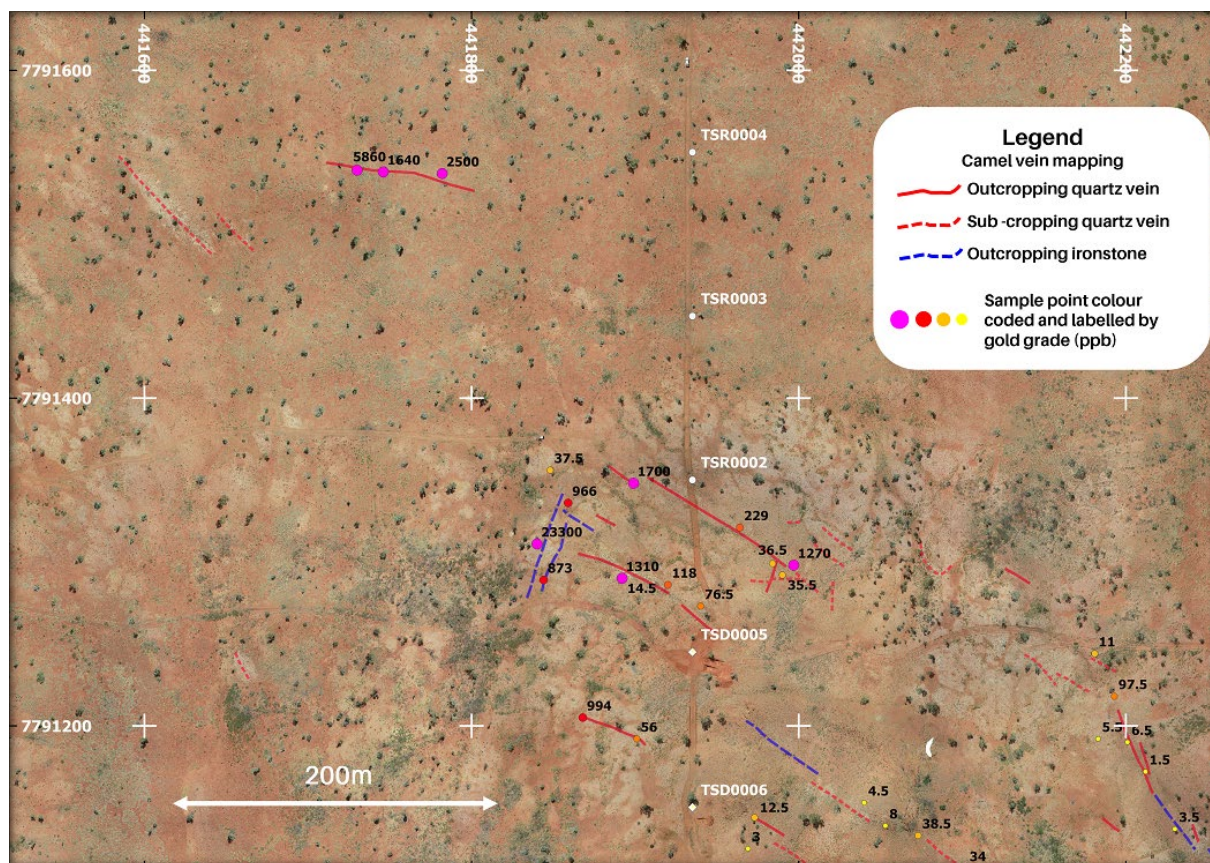 441600
441800
442000
442200
7791600
TSR0004
5860
1640
2500
Legend
Camel vein mapping
Outcropping quartz vein
Sub -cropping quartz vein
Outcropping ironstone
Sample point colour
coded and labelled by
gold grade (ppb)
TSR0003
7791400
TSR0002
37.5
1700
966
229
23300
36.5
1270
873
1310
118
14.5
35.5
76.5
TSD0005
11
97.5
994
56
7791200
5.5
6.5
1.5
200m
TSD0006
4.5
12.5
8
38.5
3.5
3
34